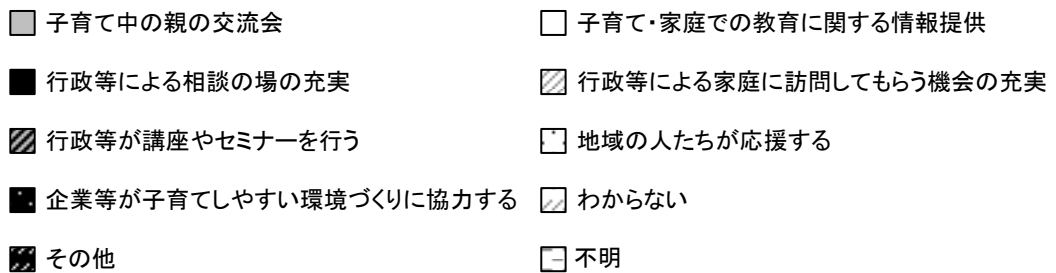 子育て中の親の交流会
子育て・家庭での教育に関する情報提供
行政等による相談の場の充実
行政等による家庭に訪問してもらう機会の充実
行政等が講座やセミナーを行う
地域の人たちが応援する
企業等が子育てしやすい環境づくりに協力する
わからない
その他
不明